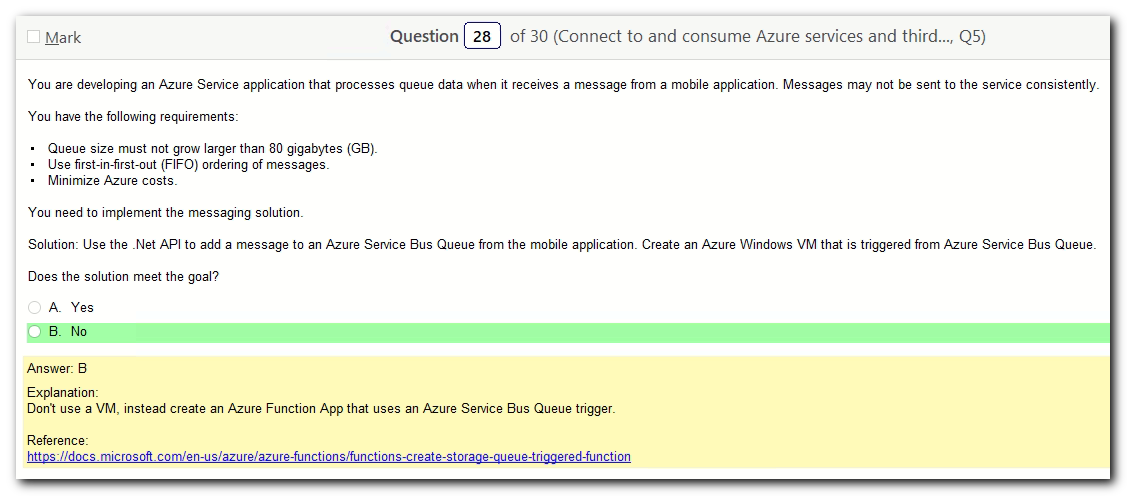 Mark
Question 28 of 30 (Connect to and consume Azure services and third..., Q5)
You are developing an Azure Service application that processes queue data when it receives a message from a mobile application. Messages may not be sent to the service consistently.
You have the following requirements:
▪ Queue size must not grow larger than 80 gigabytes (GB).
▪ Use first-in-first-out (FIFO) ordering of messages.
▪ Minimize Azure costs.
You need to implement the messaging solution.
Solution: Use the .Net API to add a message to an Azure Service Bus Queue from the mobile application. Create an Azure Windows VM that is triggered from Azure Service Bus Queue.
Does the solution meet the goal?
A. Yes
B. No
Answer: B
Explanation:
Don't use a VM, instead create an Azure Function App that uses an Azure Service Bus Queue trigger.
Reference:
https://docs.microsoft.com/en-us/azure/azure-functions/functions-create-storage-queue-triggered-function